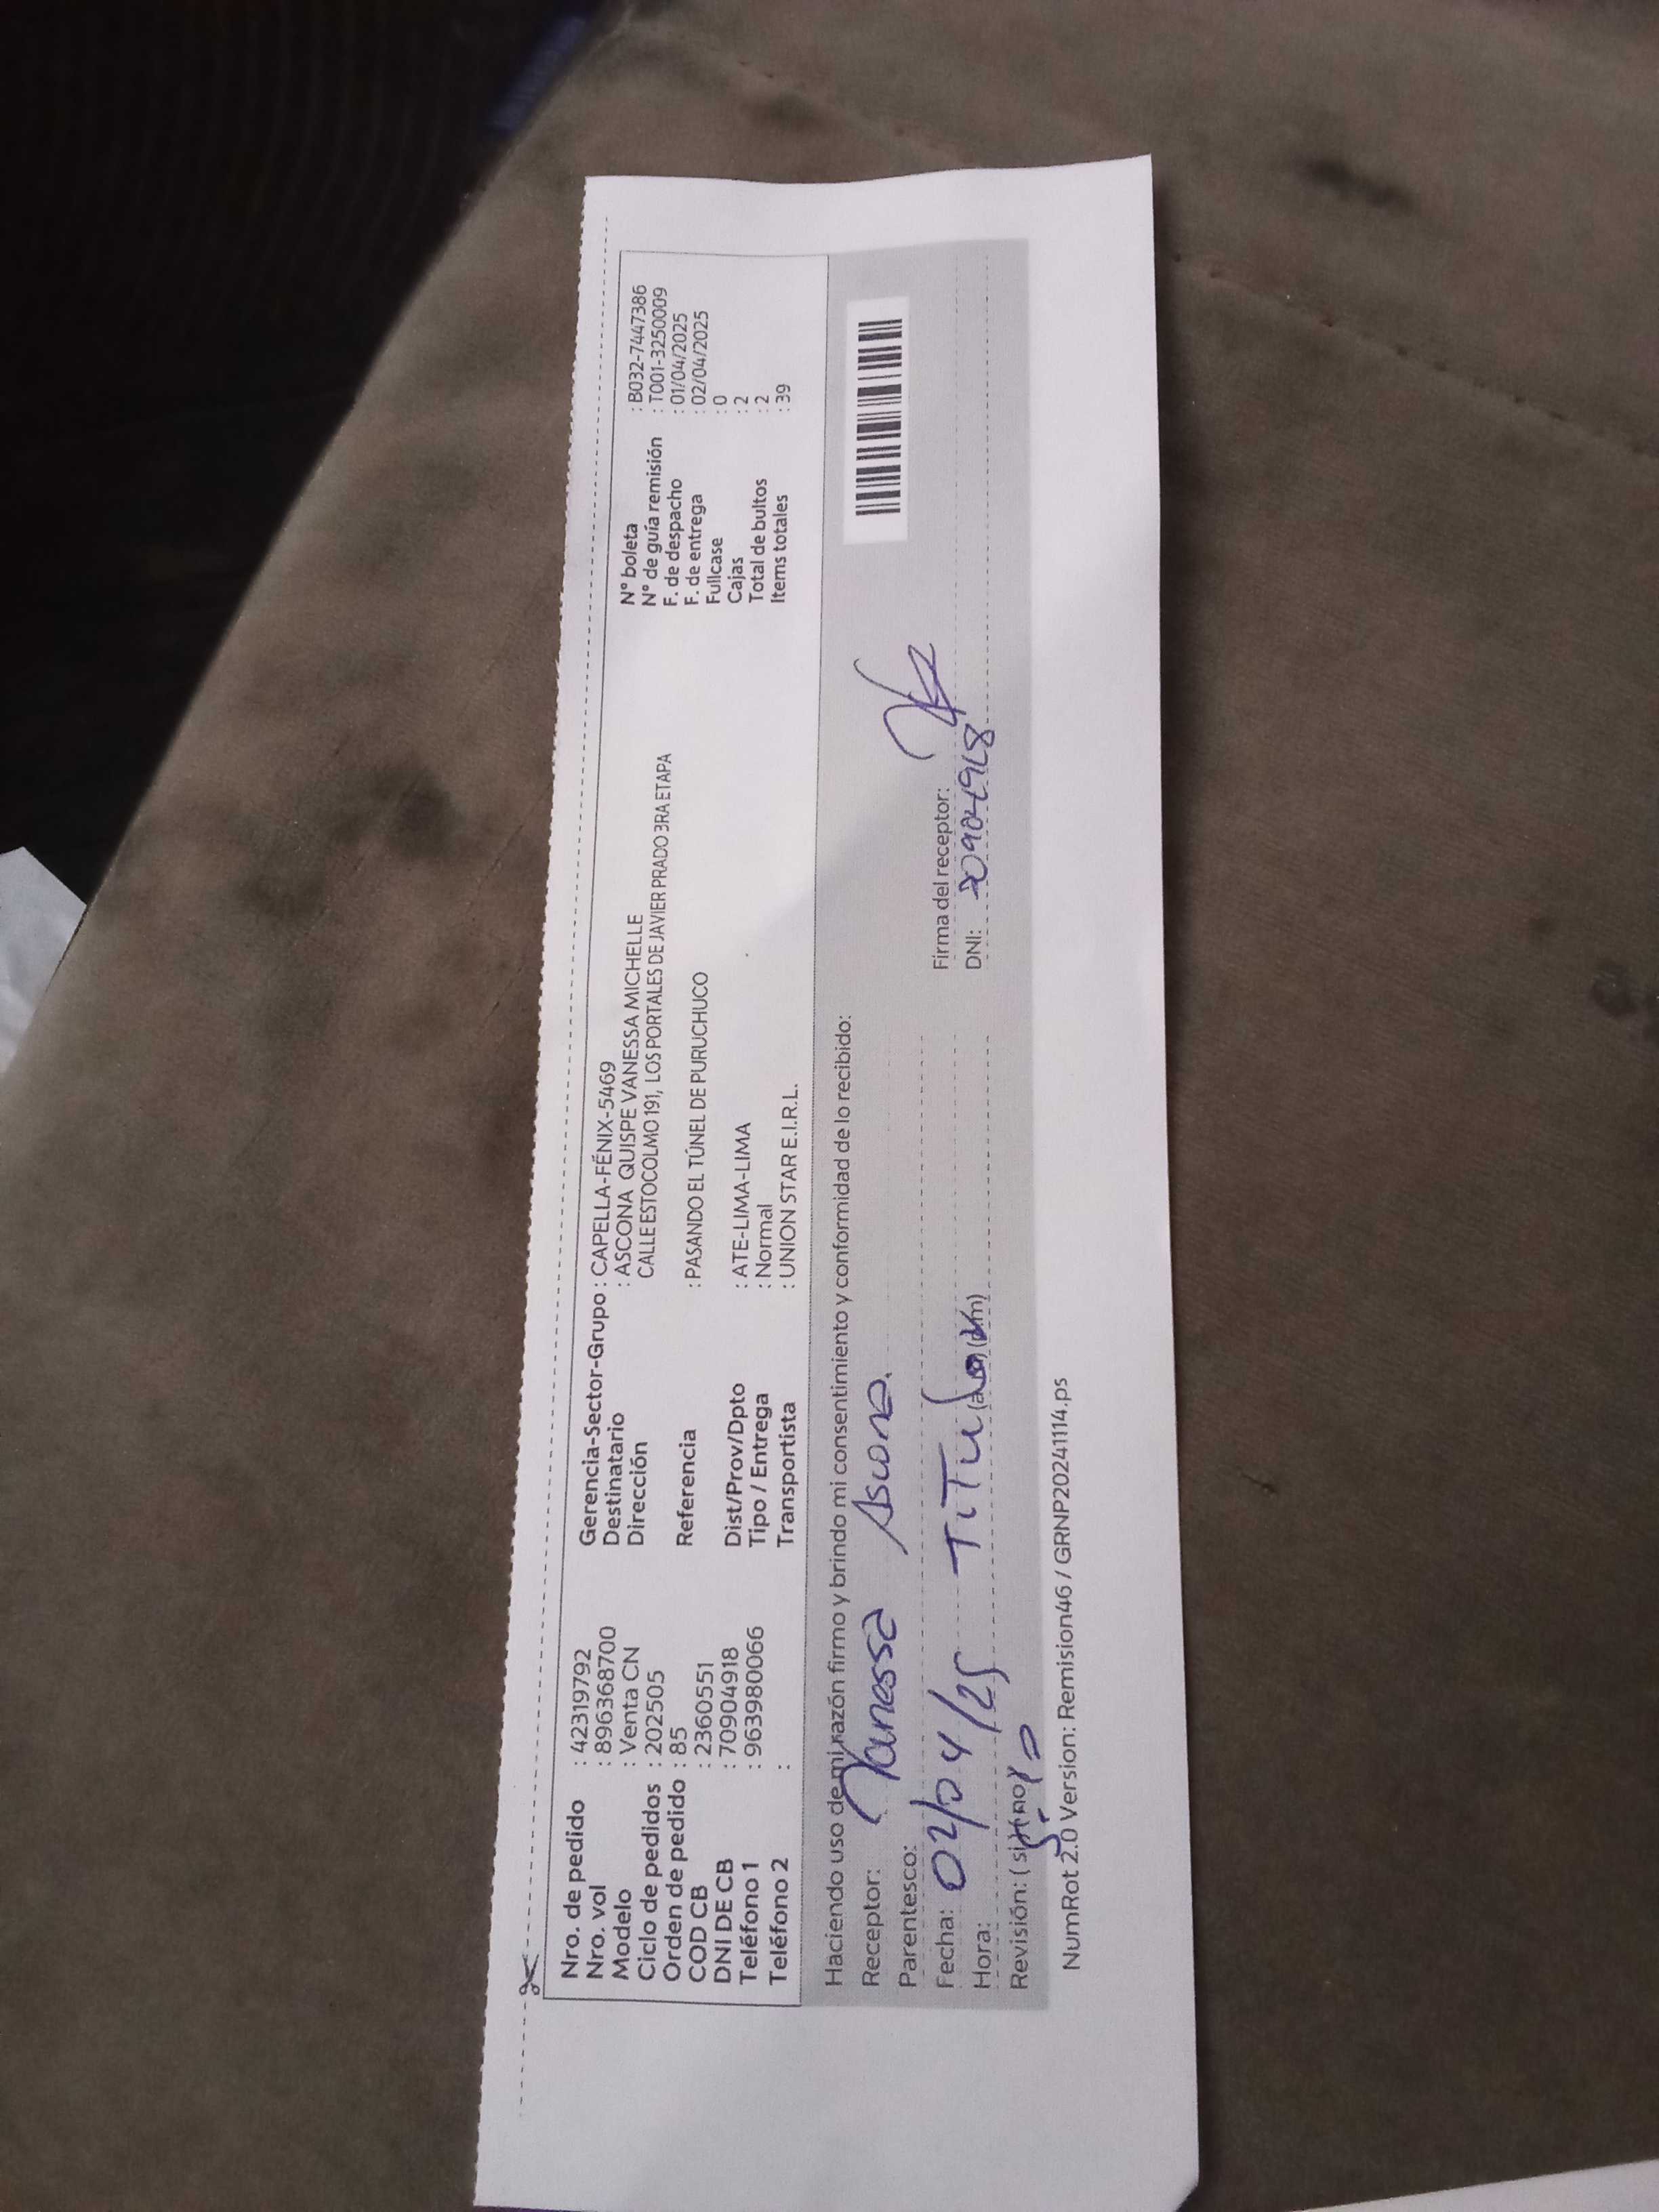 Nro. de pedido : 42319792
Nro. vol : 896368700
Modelo : Venta CN
Ciclo de pedidos : 202505
Orden de pedido : 85
COD CB : 2360551
DNI DE CB : 70904918
Teléfono 1 : 963980066
Teléfono 2 :
Gerencia-Sector-Grupo : CAPELLA-FÉNIX-5469
Destinatario : ASCONA QUISPE VANESSA MICHELLE
Dirección CALLE ESTOCOLMO 191, LOS PORTALES DE JAVIER PRADO 3RA ETAPA
Referencia : PASANDO EL TÚNEL DE PURUCHUCO
Dist/Prov/Dpto : ATE-LIMA-LIMA
Tipo / Entrega : Normal
Transportista : UNION STAR E.I.R.L.
N° boleta : B032-7447386
N° de guía remisión : T001-3250009
F. de despacho : 01/04/2025
F. de entrega : 02/04/2025
Fullcase : 0
Cajas : 2
Total de bultos : 2
Items totales : 39
Haciendo uso de mi razón firmo y brindo mi consentimiento y conformidad de lo recibido:
Receptor: Vanessa Ascona.
Parentesco:
Fecha: 02/04/25 TiTular
Hora:
Revisión: (
Firma del receptor:
DNI:
NumRot 2.0 Version: Remision46 / GRNP20241114.ps